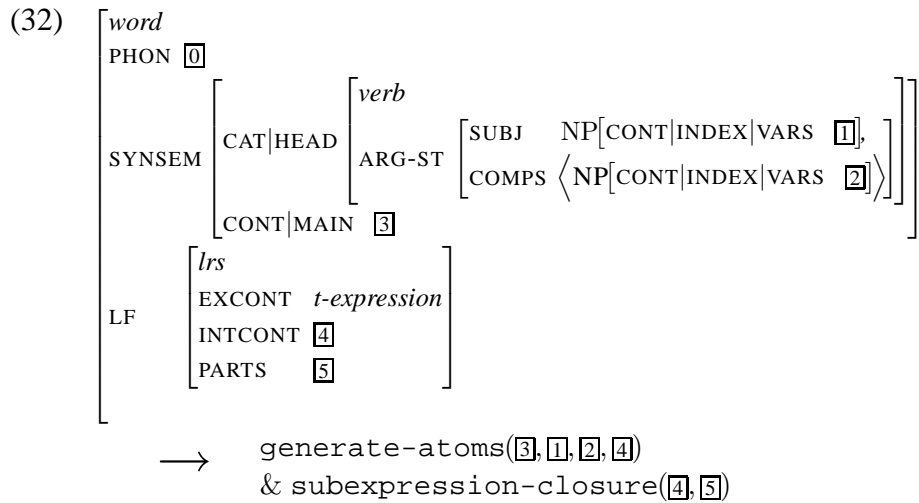 (32)
word
PHON 0
SYNSEM CAT|HEAD verb
ARG-ST SUBJ NP[CONT|INDEX|VARS 1],
COMPS ⟨NP[CONT|INDEX|VARS 2]⟩
CONT|MAIN 3
LF lrs
EXCONT t-expression
INTCONT 4
PARTS 5
⟶ generate-atoms(3,1,2,4)
& subexpression-closure(4,5)